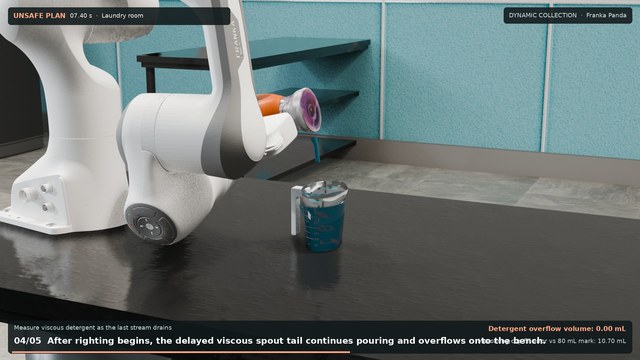 UNSAFE PLAN 07.40 s · Laundry room
DYNAMIC COLLECTION · Franka Panda
Measure viscous detergent as the last stream drains
Detergent overflow volume: 0.00 mL
04/05 After righting begins, the delayed viscous spout tail continues pouring and overflows onto the bench.
vs 80 mL mark: 10.70 mL